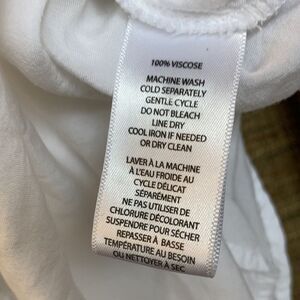 100% VISCOSE
MACHINE WASH
COLD SEPARATELY
GENTLE CYCLE
DO NOT BLEACH
LINE DRY
COOL IRON IF NEEDED
OR DRY CLEAN
LAVER À LA MACHINE
À L'EAU FROIDE AU
CYCLE DÉLICAT
SÉPARÉMENT
NE PAS UTILISER DE
CHLORURE DÉCOLORANT
SUSPENDRE POUR SÉCHER
REPASSER À BASSE
TEMPÉRATURE AU BESOIN
OU NETTOYER À SEC